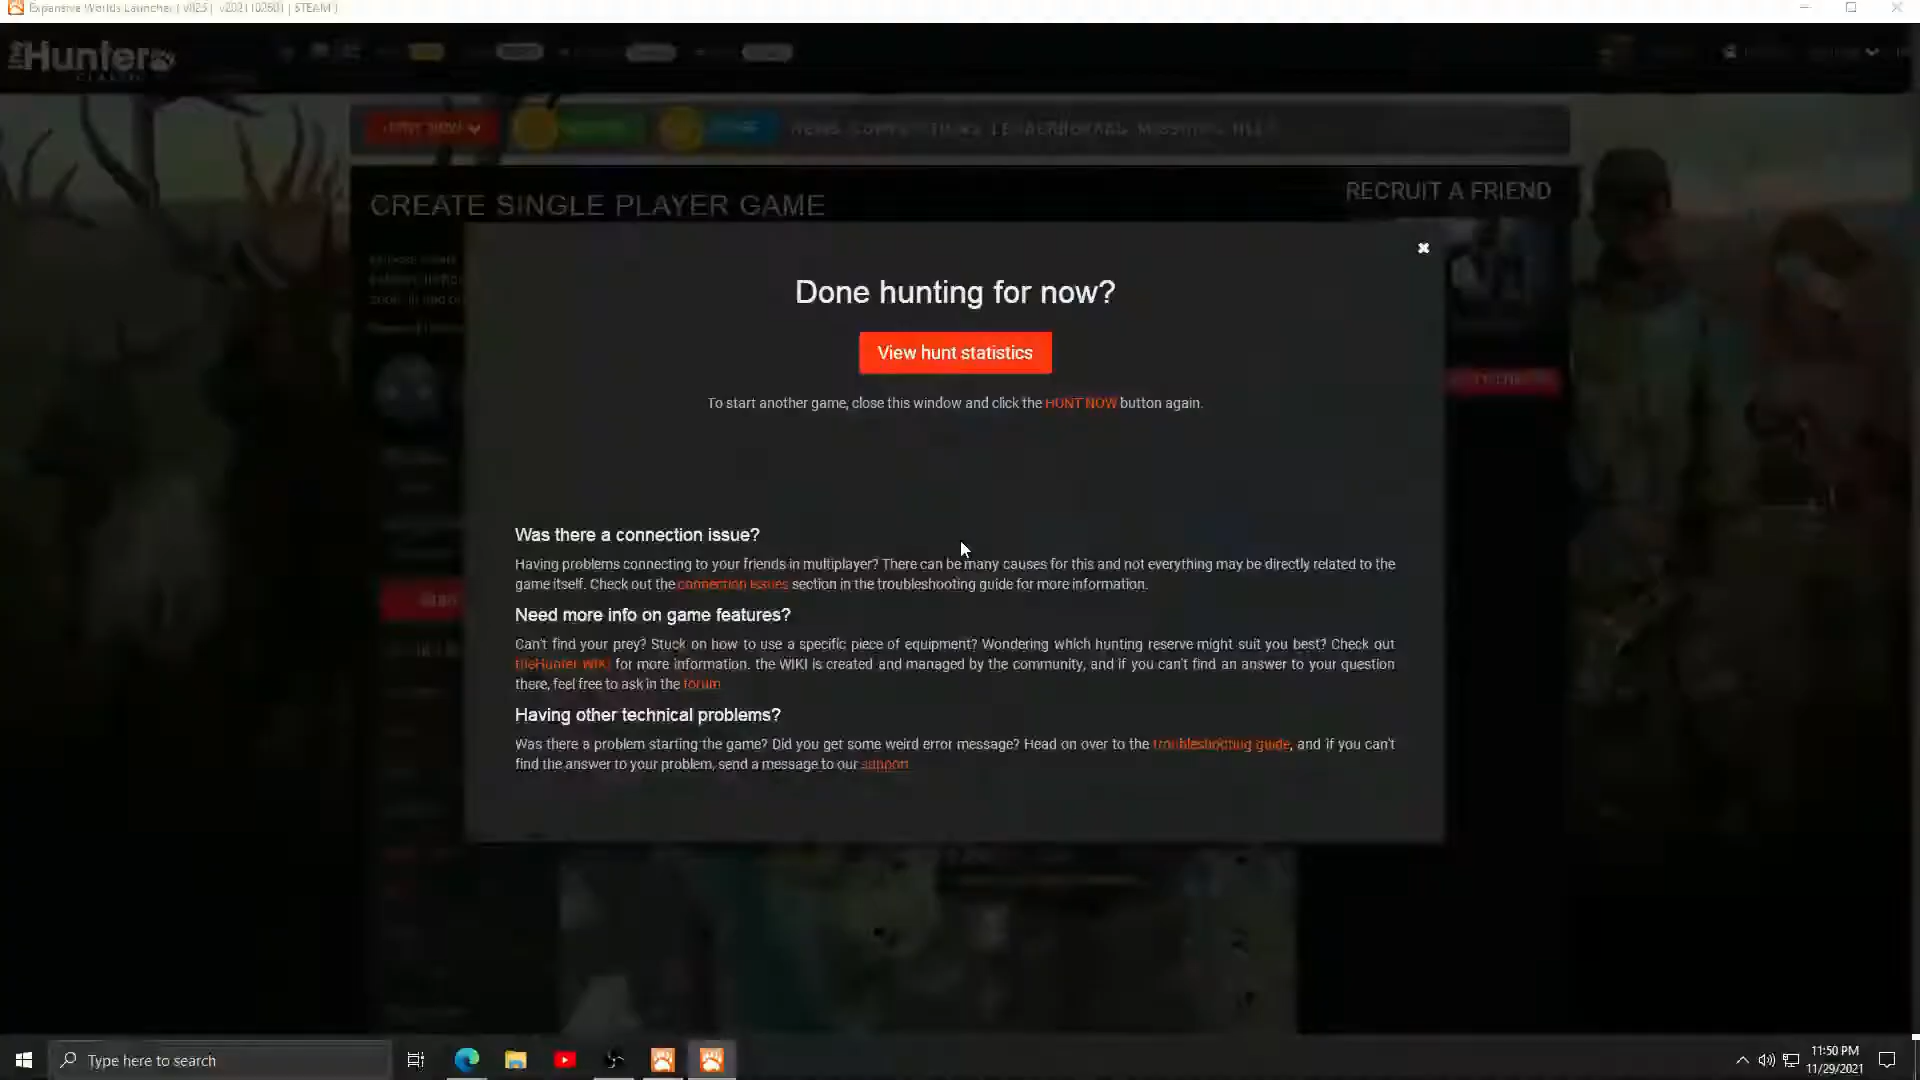 Expansive Worlds Launcher
STEAM
theHunter
CLASSIC
HUNT NOW
CREATE SINGLE PLAYER GAME
RECRUIT A FRIEND
Done hunting for now?
View hunt statistics
To start another game, close this window and click the HUNT NOW button again.
Was there a connection issue?
Having problems connecting to your friends in multiplayer? There can be many causes for this and not everything may be directly related to the
game itself. Check out the connection issues section in the troubleshooting guide for more information.
Need more info on game features?
Can't find your prey? Stuck on how to use a specific piece of equipment? Wondering which hunting reserve might suit you best? Check out
theHunter WIKI for more information. the WIKI is created and managed by the community, and if you can't find an answer to your question
there, feel free to ask in the forum
Having other technical problems?
Was there a problem starting the game? Did you get some weird error message? Head on over to the troubleshooting guide, and if you can't
find the answer to your problem, send a message to our support
Type here to search
11:50 PM
11/29/2021